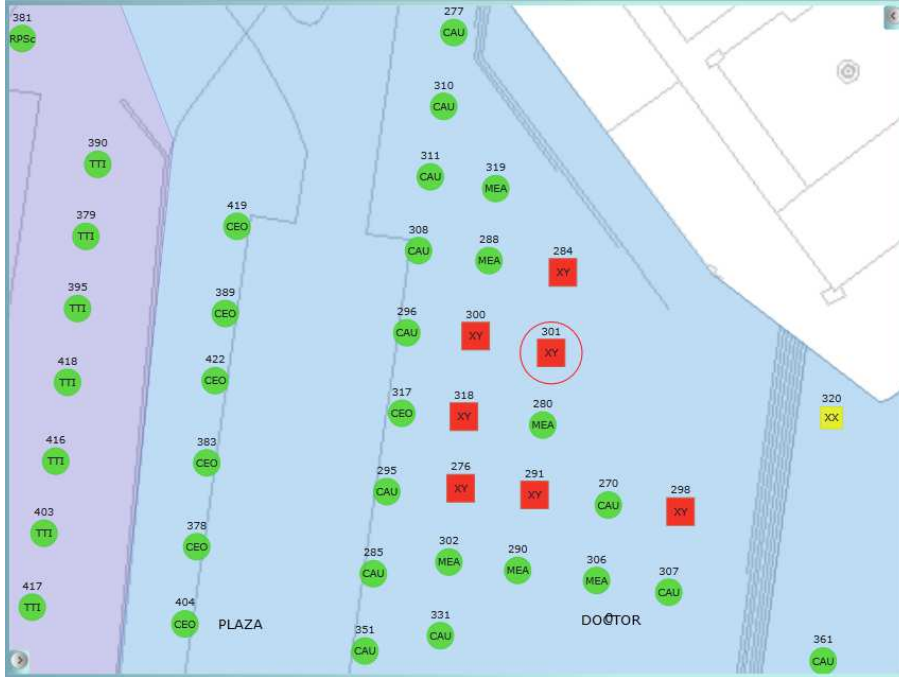 381
RPSc
277
CAU
310
CAU
390
TTI
311
CAU
319
MEA
379
TTI
419
CEO
308
CAU
288
MEA
284
XY
395
TTI
389
CEO
296
CAU
300
XY
301
XY
418
TTI
422
CEO
317
CEO
318
XY
280
MEA
320
XX
416
TTI
383
CEO
295
CAU
276
XY
291
XY
270
CAU
298
XY
403
TTI
378
CEO
285
CAU
302
MEA
290
MEA
306
MEA
307
CAU
417
TTI
404
CEO
PLAZA
351
CAU
331
CAU
DOCTOR
361
CAU